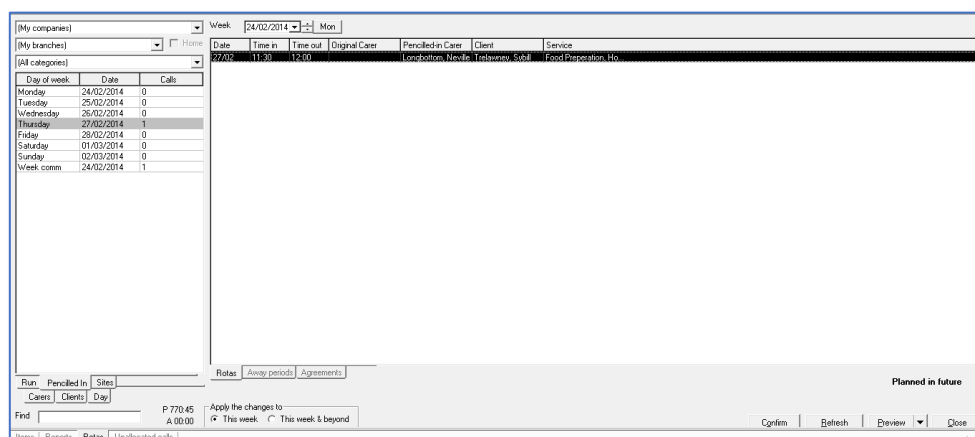 (My companies) Week 24/02/2014 Mon
(My branches) Home
Date Time in Time out Original Carer Pencilled-in Carer Client Service
27/02 11:30 12:00 Longbottom, Neville Trelawney, Sybill Food Preperation, Ho...
(All categories)
Day of week Date Calls
Monday 24/02/2014 0
Tuesday 25/02/2014 0
Wednesday 26/02/2014 0
Thursday 27/02/2014 1
Friday 28/02/2014 0
Saturday 01/03/2014 0
Sunday 02/03/2014 0
Week comm 24/02/2014 1
Rotas Away periods Agreements
Run Pencilled In Sites
Planned in future
Carers Clients Day
Find
P 770:45
A 00:00
Apply the changes to
This week This week & beyond
Confirm Refresh Preview Close
Items Reports Rotas Unallocated calls